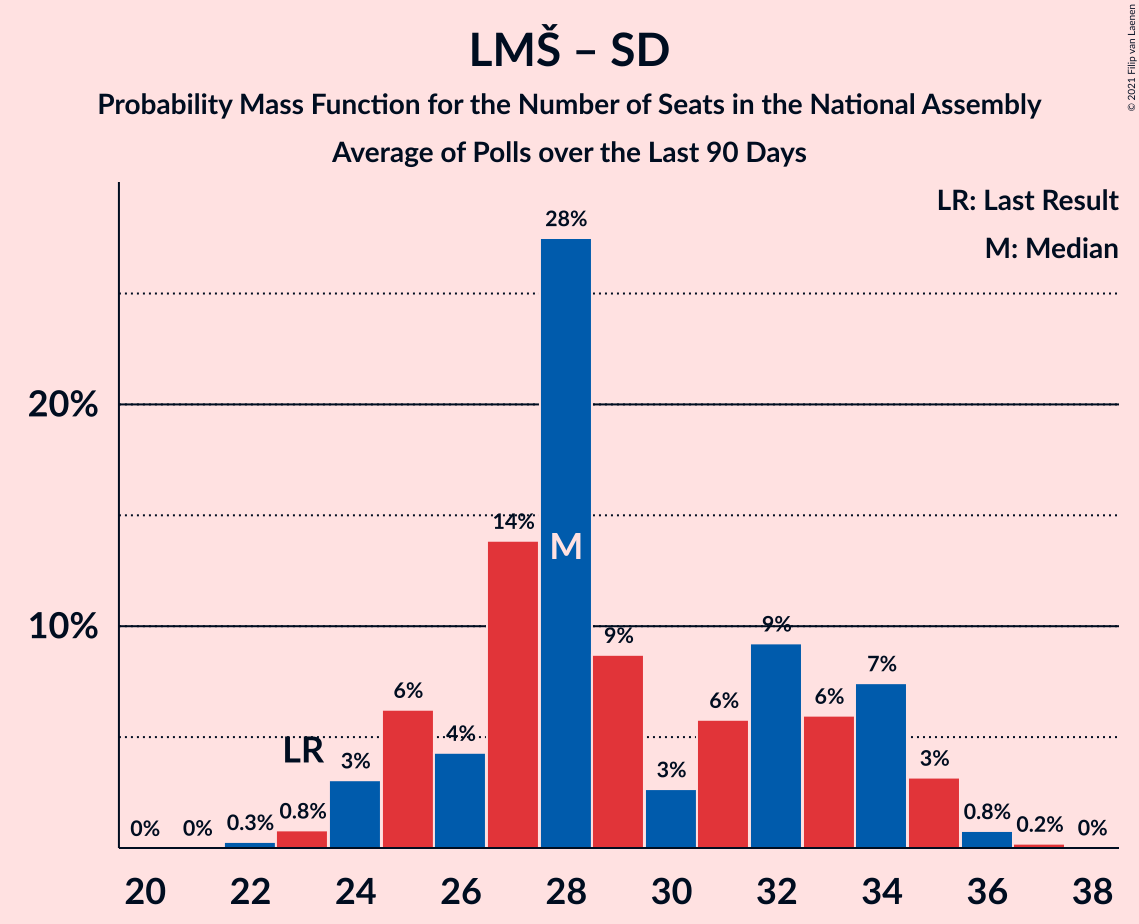 LMŠ – SD
Probability Mass Function for the Number of Seats in the National Assembly
Average of Polls over the Last 90 Days
© 2021 Filip van Laenen
LR: Last Result
M: Median
20%
10%
0%
0%
0.3%
0.8%
LR
3%
6%
4%
14%
28%
M
9%
3%
6%
9%
6%
7%
3%
0.8%
0.2%
0%
20 22 24 26 28 30 32 34 36 38